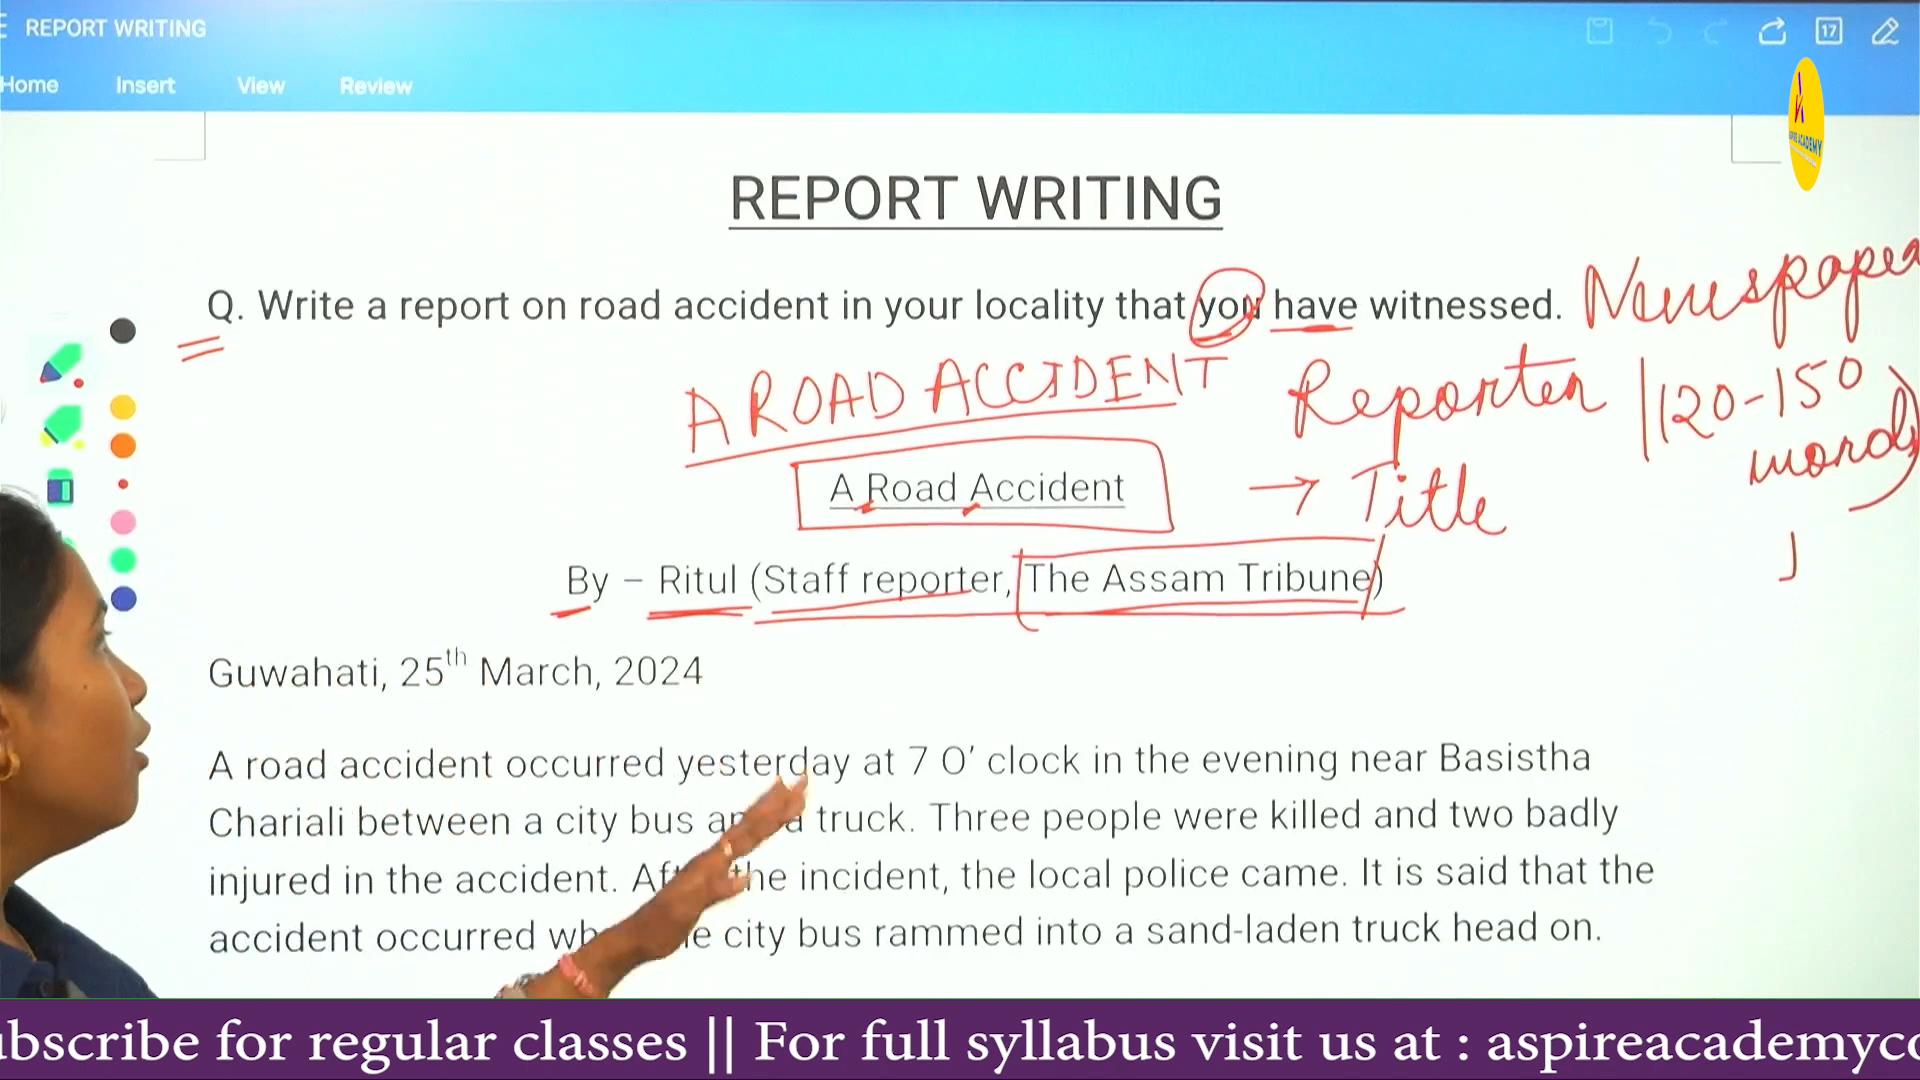 REPORT WRITING
Home Insert View Review
17
ASPIRE ACADEMY
REPORT WRITING
Q. Write a report on road accident in your locality that you have witnessed.
Newspaper
A ROAD ACCIDENT
Reporter
120-150
words
A Road Accident
→ Title
By – Ritul (Staff reporter, The Assam Tribune)
Guwahati, 25th March, 2024
A road accident occurred yesterday at 7 O' clock in the evening near Basistha
Chariali between a city bus a truck. Three people were killed and two badly
injured in the accident. the incident, the local police came. It is said that the
accident occurred city bus rammed into a sand-laden truck head on.
ubscribe for regular classes || For full syllabus visit us at : aspireacademyco